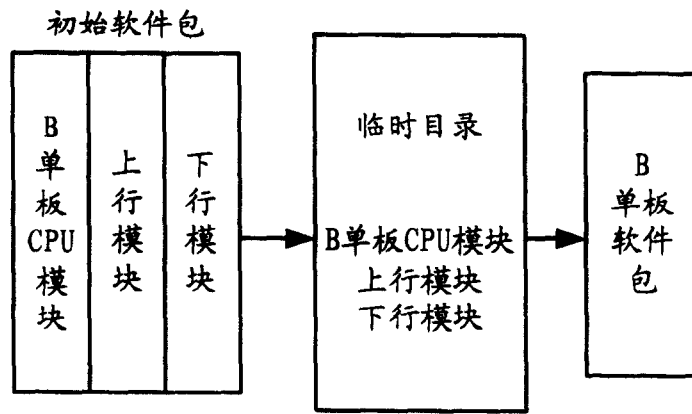 初始软件包
B
单
板
CPU
模
块
上
行
模
块
下
行
模
块
临时目录
B单板CPU模块
上行模块
下行模块
B
单板
软件
包